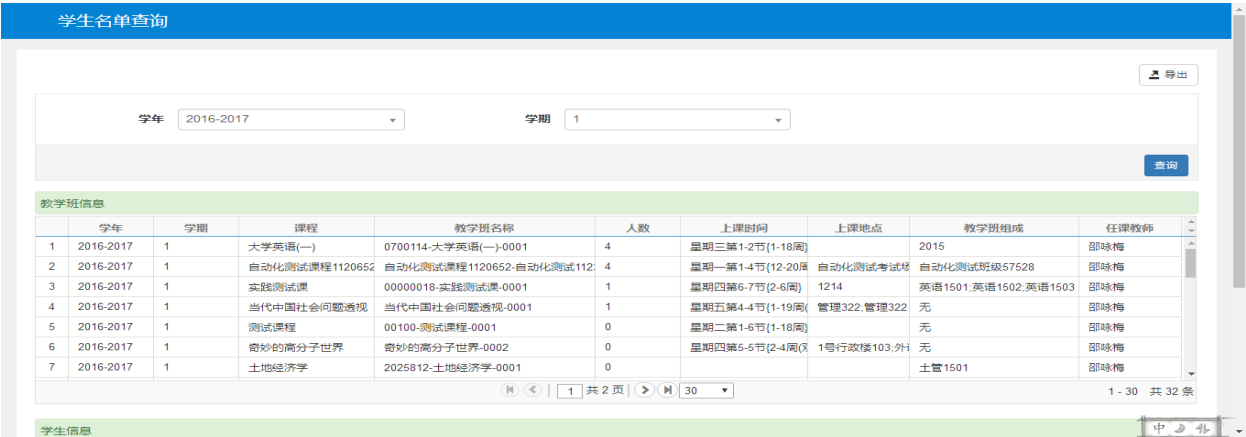 学生名单查询
导出
学年 2016-2017 学期 1
查询
教学班信息
学年 学期 课程 教学班名称 人数 上课时间 上课地点 教学班组成 任课教师
1 2016-2017 1 大学英语(一) 0700114-大学英语(一)-0001 4 星期三第1-2节{1-18周} 2015 邵咏梅
2 2016-2017 1 自动化测试课程1120652 自动化测试课程1120652-自动化测试112 4 星期一第1-4节{12-20周 自动化测试考试场 自动化测试班级57528 邵咏梅
3 2016-2017 1 实践测试课 00000018-实践测试课-0001 1 星期四第6-7节{2-6周} 1214 英语1501;英语1502;英语1503 邵咏梅
4 2016-2017 1 当代中国社会问题透视 当代中国社会问题透视-0001 1 星期五第4-4节{1-19周( 管理322;管理322 无 邵咏梅
5 2016-2017 1 测试课程 00100-测试课程-0001 0 星期二第1-6节{1-18周} 无 邵咏梅
6 2016-2017 1 奇妙的高分子世界 奇妙的高分子世界-0002 0 星期四第5-5节{2-4周(双 1号行政楼103;外语 无 邵咏梅
7 2016-2017 1 土地经济学 2025812-土地经济学-0001 0 土管1501 邵咏梅
1 共 2 页 30 1 - 30 共 32 条
学生信息
中